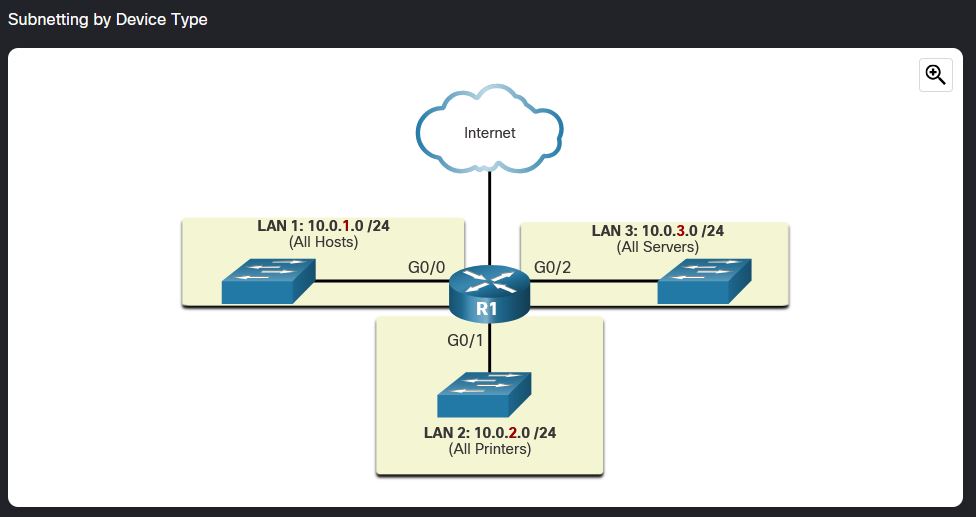 Subnetting by Device Type
Internet
LAN 1: 10.0.1.0 /24
(All Hosts)
LAN 3: 10.0.3.0 /24
(All Servers)
G0/0
G0/2
R1
G0/1
LAN 2: 10.0.2.0 /24
(All Printers)